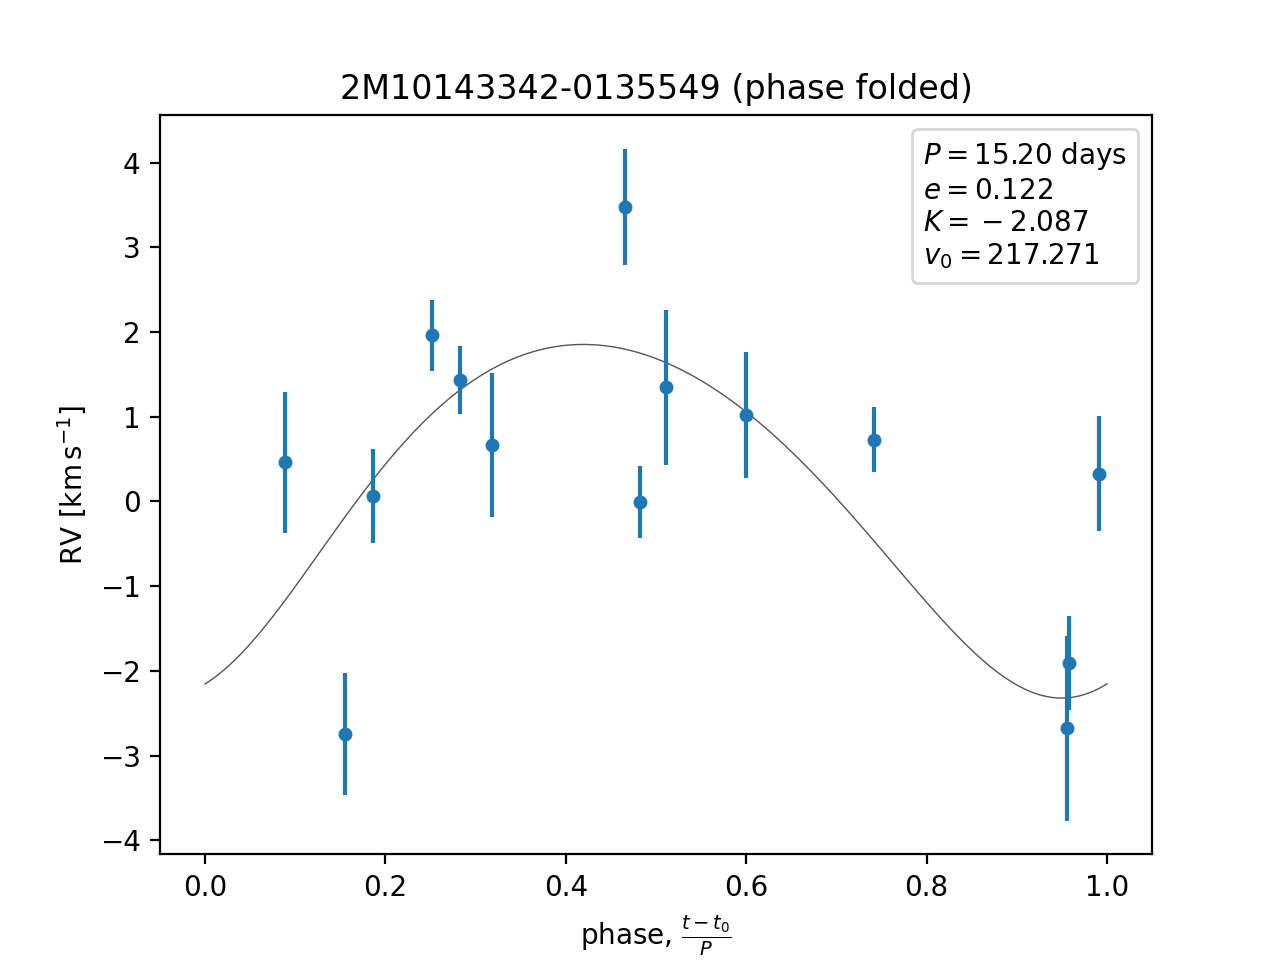 2M10143342-0135549 (phase folded)
P = 15.20 days
e = 0.122
K = −2.087
v₀ = 217.271
RV [km s⁻¹]
4
3
2
1
0
−1
−2
−3
−4
0.0 0.2 0.4 0.6 0.8 1.0
phase, (t − t₀)/P